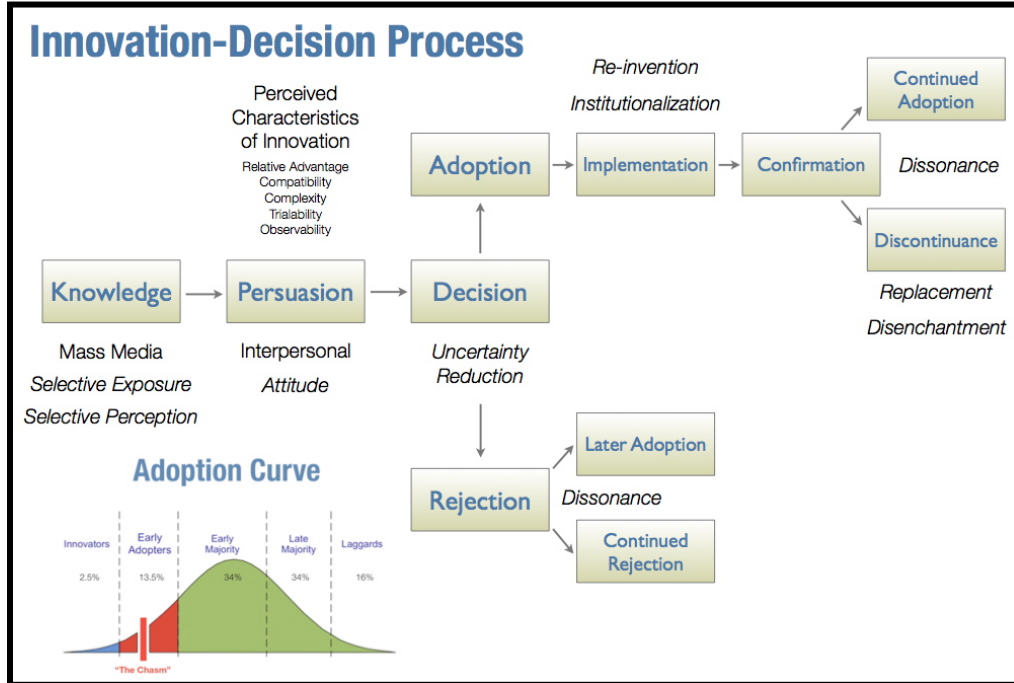 Innovation-Decision Process
Perceived
Characteristics
of Innovation
Relative Advantage
Compatibility
Complexity
Trialability
Observability
Re-invention
Institutionalization
Continued
Adoption
Adoption
Implementation
Confirmation
Dissonance
Discontinuance
Replacement
Disenchantment
Knowledge
Persuasion
Decision
Mass Media
Selective Exposure
Selective Perception
Interpersonal
Attitude
Uncertainty
Reduction
Later Adoption
Rejection
Dissonance
Continued
Rejection
Adoption Curve
Innovators
2.5%
Early
Adopters
13.5%
Early
Majority
34%
Late
Majority
34%
Laggards
16%
"The Chasm"